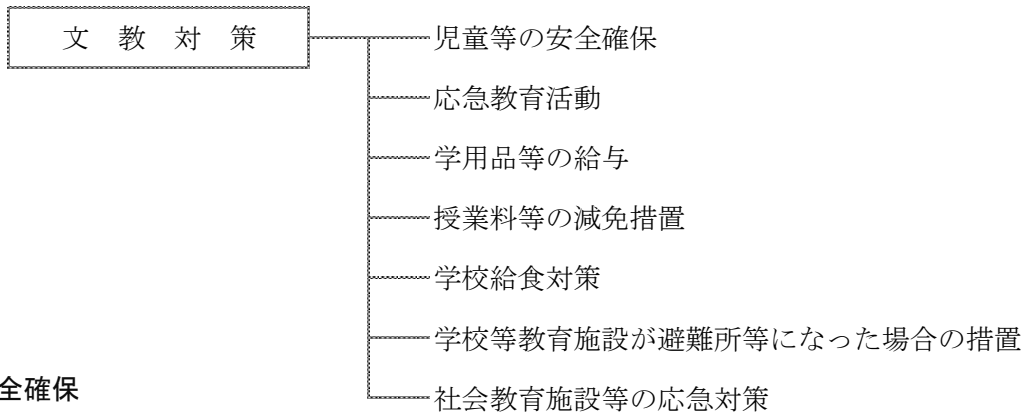 文教対策
児童等の安全確保
応急教育活動
学用品等の給与
授業料等の減免措置
学校給食対策
学校等教育施設が避難所等になった場合の措置
社会教育施設等の応急対策
全確保